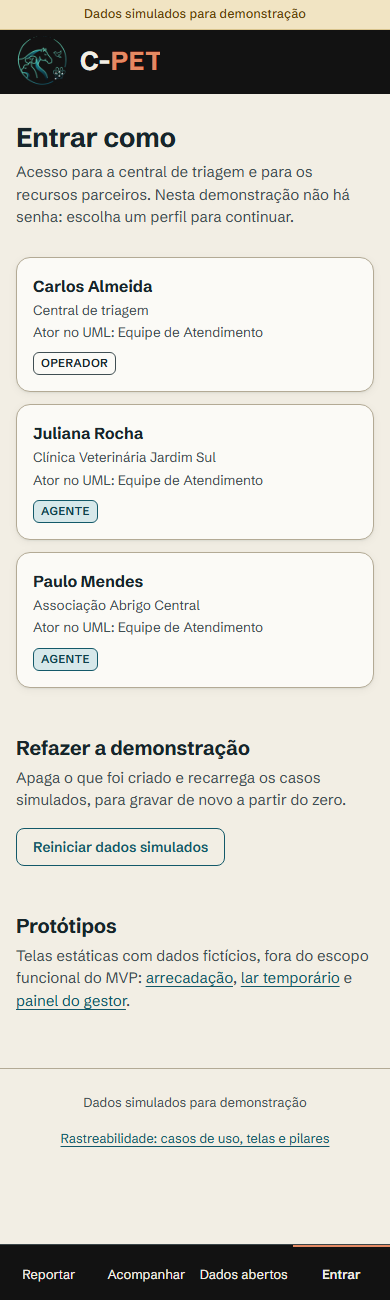 Dados simulados para demonstração
C-PET
Entrar como
Acesso para a central de triagem e para os
recursos parceiros. Nesta demonstração não há
senha: escolha um perfil para continuar.
Carlos Almeida
Central de triagem
Ator no UML: Equipe de Atendimento
OPERADOR
Juliana Rocha
Clínica Veterinária Jardim Sul
Ator no UML: Equipe de Atendimento
AGENTE
Paulo Mendes
Associação Abrigo Central
Ator no UML: Equipe de Atendimento
AGENTE
Refazer a demonstração
Apaga o que foi criado e recarrega os casos
simulados, para gravar de novo a partir do zero.
Reiniciar dados simulados
Protótipos
Telas estáticas com dados fictícios, fora do escopo
funcional do MVP: arrecadação, lar temporário e
painel do gestor.
Dados simulados para demonstração
Rastreabilidade: casos de uso, telas e pilares
Reportar Acompanhar Dados abertos Entrar